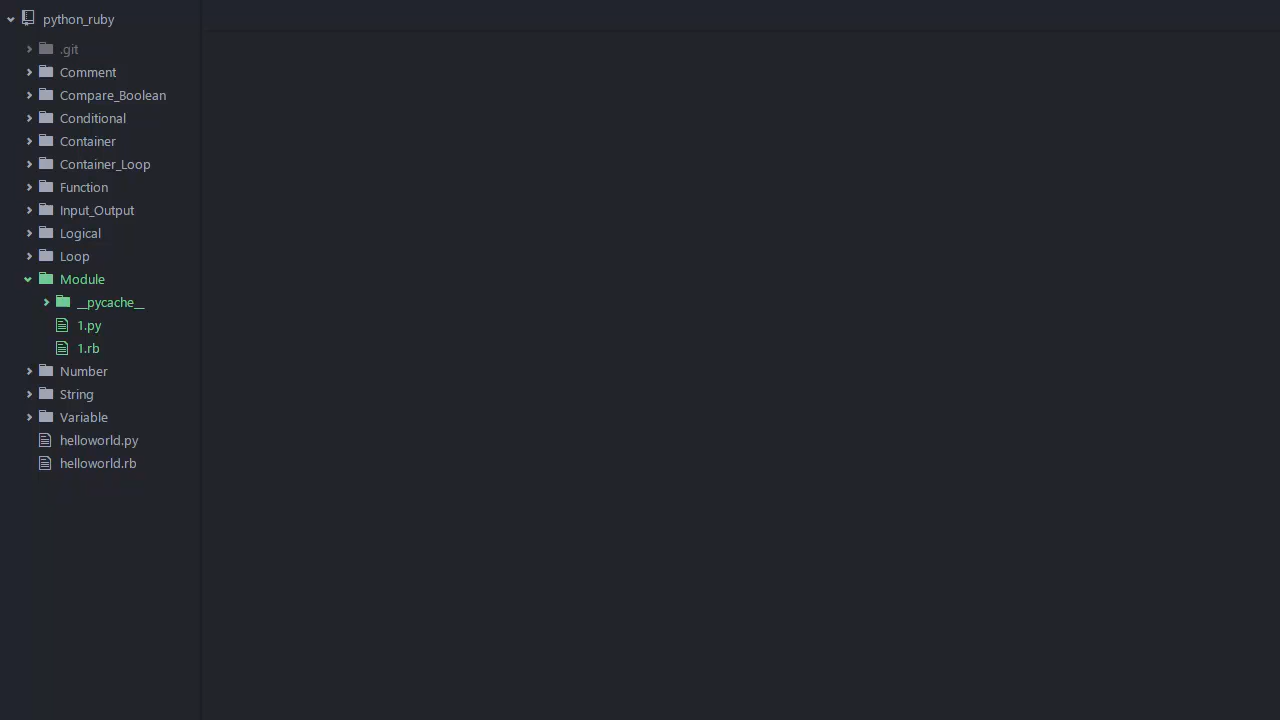 python_ruby
.git
Comment
Compare_Boolean
Conditional
Container
Container_Loop
Function
Input_Output
Logical
Loop
Module
__pycache__
1.py
1.rb
Number
String
Variable
helloworld.py
helloworld.rb